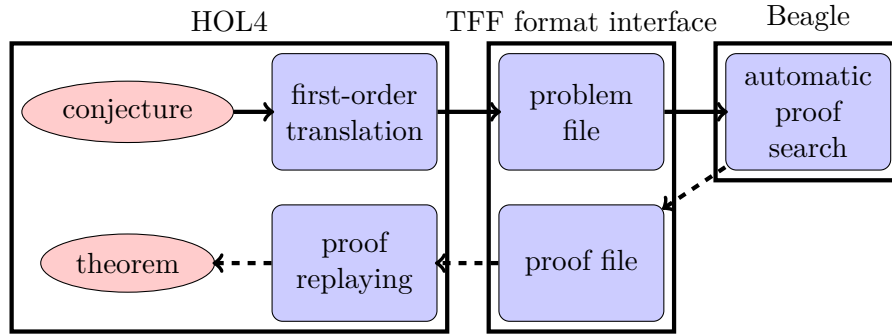 HOL4
TFF format interface
Beagle
conjecture
first-order
translation
problem
file
automatic
proof
search
theorem
proof
replaying
proof file